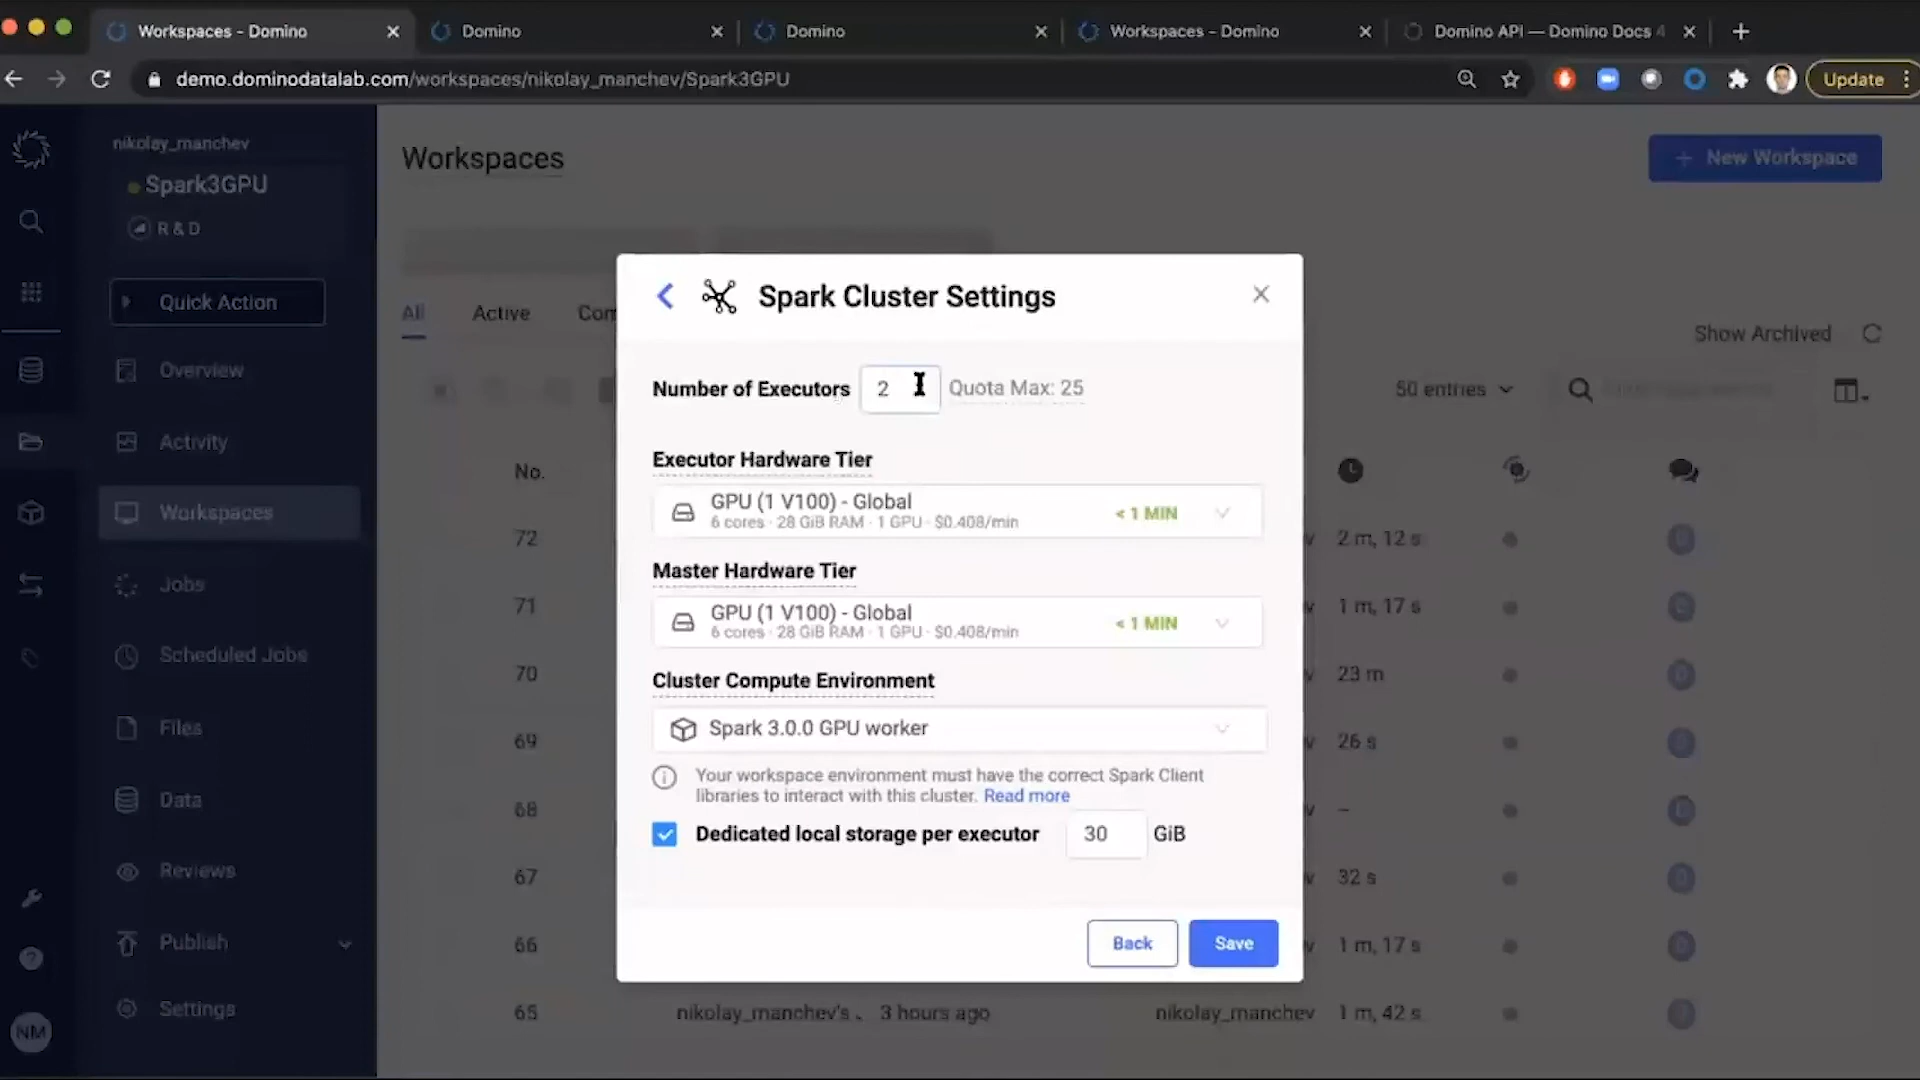 Workspaces - Domino
Domino
Domino
Workspaces - Domino
Domino API — Domino Docs 4
demo.dominodatalab.com/workspaces/nikolay_manchev/Spark3GPU
Update
nikolay_manchev
Spark3GPU
R & D
Quick Action
Overview
Activity
Workspaces
Jobs
Scheduled Jobs
Files
Data
Reviews
Publish
Settings
NM
Workspaces
New Workspace
All
Active
Com
Show Archived
50 entries
No.
72
2 m, 12 s
71
1 m, 17 s
70
23 m
69
26 s
68
–
67
32 s
66
1 m, 17 s
65
nikolay_manchev's
3 hours ago
nikolay_manchev
1 m, 42 s
Spark Cluster Settings
Number of Executors
2
Quota Max: 25
Executor Hardware Tier
GPU (1 V100) - Global
6 cores · 28 GiB RAM · 1 GPU · $0.408/min
< 1 MIN
Master Hardware Tier
GPU (1 V100) - Global
6 cores · 28 GiB RAM · 1 GPU · $0.408/min
< 1 MIN
Cluster Compute Environment
Spark 3.0.0 GPU worker
Your workspace environment must have the correct Spark Client
libraries to interact with this cluster. Read more
Dedicated local storage per executor
30
GiB
Back
Save